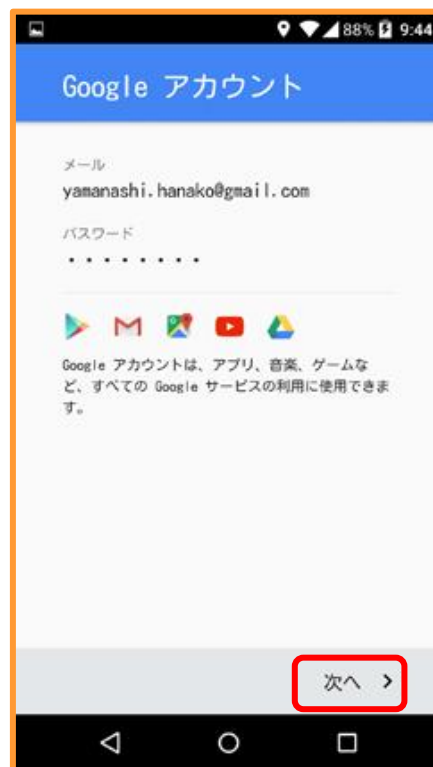 88% 9:44
Google アカウント
メール
yamanashi.hanako@gmail.com
パスワード
・・・・・・・・
Google アカウントは、アプリ、音楽、ゲームな
ど、すべての Google サービスの利用に使用できま
す。
次へ